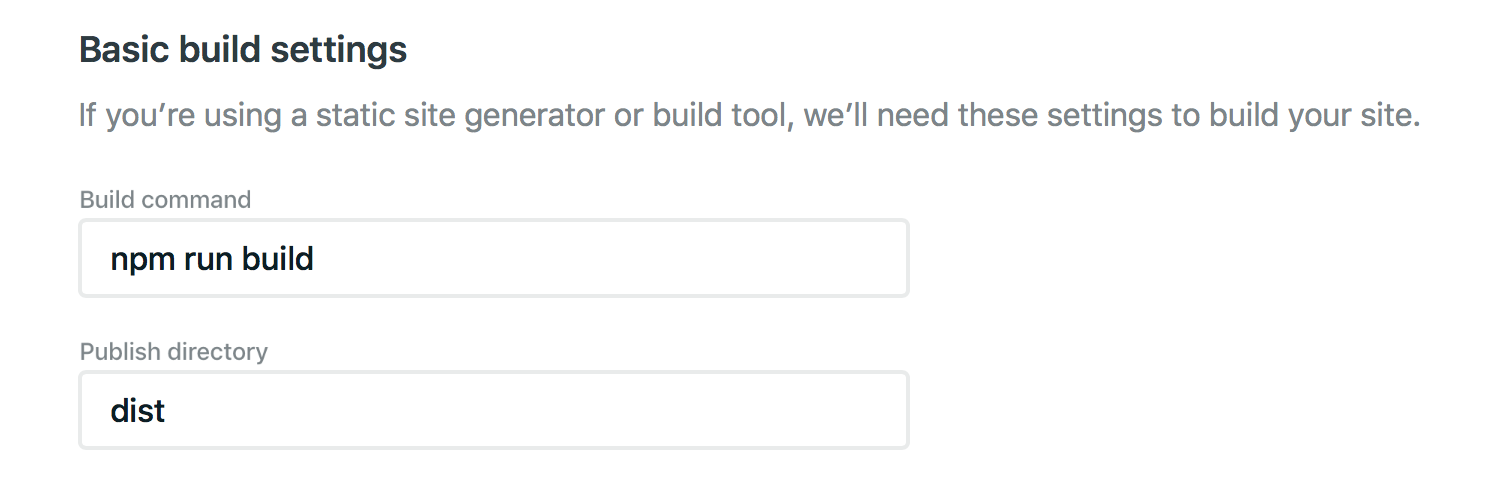 Basic build settings
If you’re using a static site generator or build tool, we’ll need these settings to build your site.
Build command
npm run build
Publish directory
dist